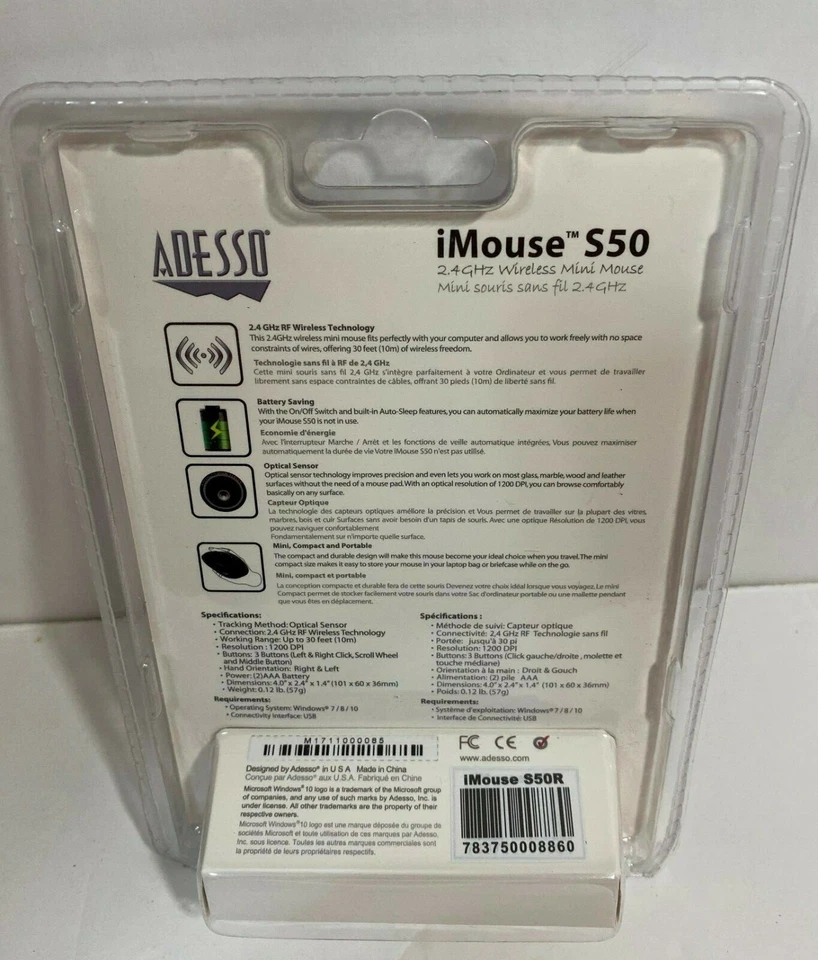 ADESSO
iMouse™ S50
2.4GHz Wireless Mini Mouse
Mini souris sans fil 2.4GHz
2.4 GHz RF Wireless Technology
This 2.4GHz wireless mini mouse fits perfectly with your computer and allows you to work freely with no space
constraints of wires, offering 30 feet (10m) of wireless freedom.
Technologie sans fil à RF de 2,4 GHz
Cette mini souris sans fil 2,4 GHz s'intègre parfaitement à votre Ordinateur et vous permet de travailler
librement sans espace contraintes de câbles, offrant 30 pieds (10m) de liberté sans fil.
Battery Saving
With the On/Off Switch and built-in Auto-Sleep features, you can automatically maximize your battery life when
your iMouse S50 is not in use.
Economie d'énergie
Avec l'interrupteur Marche / Arrêt et les fonctions de veille automatique intégrées, Vous pouvez maximiser
automatiquement la durée de vie Votre iMouse S50 n'est pas utilisé.
Optical Sensor
Optical sensor technology improves precision and even lets you work on most glass, marble, wood and leather
surfaces without the need of a mouse pad. With an optical resolution of 1200 DPI, you can browse comfortably
basically on any surface.
Capteur Optique
La technologie des capteurs optiques améliore la précision et Vous permet de travailler sur la plupart des vitres,
marbres, bois et cuir Surfaces sans avoir besoin d'un tapis de souris. Avec une optique Résolution de 1200 DPI, vous
pouvez naviguer confortablement
Fondamentalement sur n'importe quelle surface.
Mini, Compact and Portable
The compact and durable design will make this mouse become your ideal choice when you travel. The mini
compact size makes it easy to store your mouse in your laptop bag or briefcase while on the go.
Mini, compact et portable
La conception compacte et durable fera de cette souris Devenez votre choix idéal lorsque vous voyagez. Le mini
Compact permet de stocker facilement votre souris dans votre Sac d'ordinateur portable ou une mallette pendant
que vous êtes en déplacement.
Specifications:
• Tracking Method: Optical Sensor
• Connection: 2.4 GHz RF Wireless Technology
• Working Range: Up to 30 feet (10m)
• Resolution : 1200 DPI
• Buttons: 3 Buttons (Left & Right Click, Scroll Wheel
and Middle Button)
• Hand Orientation: Right & Left
• Power: (2)AAA Battery
• Dimensions: 4.0" x 2.4" x 1.4" (101 x 60 x 36mm)
• Weight: 0.12 lb. (57g)
Requirements:
• Operating System: Windows® 7 / 8 / 10
• Connectivity Interface: USB
Spécifications :
• Méthode de suivi: Capteur optique
• Connectivité: 2,4 GHz RF Technologie sans fil
• Portée: jusqu'à 30 pi
• Resolution: 1200 DPI
• Buttons: 3 Buttons (Click gauche/droite , molette et
touche médiane)
• Orientation à la main : Droit & Gouch
• Alimentation: (2) pile AAA
• Dimensions: 4.0" x 2.4" x 1.4" (101 x 60 x 36mm)
• Poids: 0.12 lb. (57g)
Requirements:
• Système d'exploitation: Windows® 7 / 8 / 10
• Interface de Connectivité: USB
M1711000085
Designed by Adesso® in U S A Made in China
Conçue par Adesso® aux U.S.A. Fabriqué en Chine
Microsoft Windows® 10 logo is a trademark of the Microsoft group
of companies, and any use of such marks by Adesso, Inc. is
under license. All other trademarks are the property of their
respective owners.
Microsoft Windows® 10 logo est une marque déposée du groupe de
sociétés Microsoft et toute utilisation de ces marques par Adesso,
Inc. sous licence. Toutes les autres marques commerciales sont
la propriété de leurs propriétaires respectifs.
FC CE
www.adesso.com
iMouse S50R
783750008860